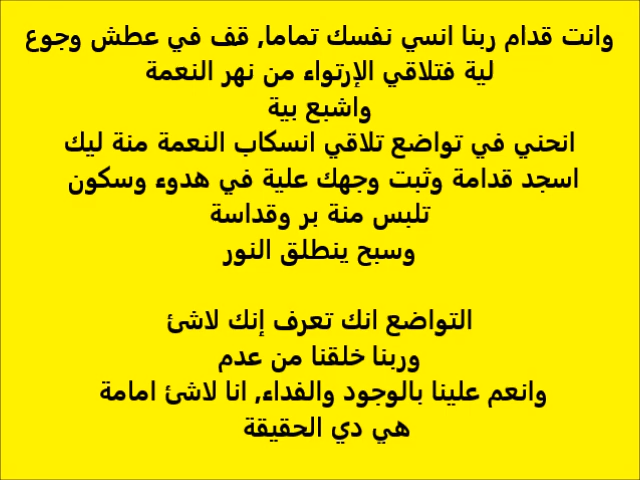 وانت قدام ربنا انسي نفسك تماما, قف في عطش وجوع
لية فتلاقي الإرتواء من نهر النعمة
واشبع بية
انحني في تواضع تلاقي انسكاب النعمة منة ليك
اسجد قدامة وثبت وجهك علية في هدوء وسكون
تلبس منة بر وقداسة
وسبح ينطلق النور
التواضع انك تعرف إنك لاشئ
وربنا خلقنا من عدم
وانعم علينا بالوجود والفداء, انا لاشئ امامة
هي دي الحقيقة